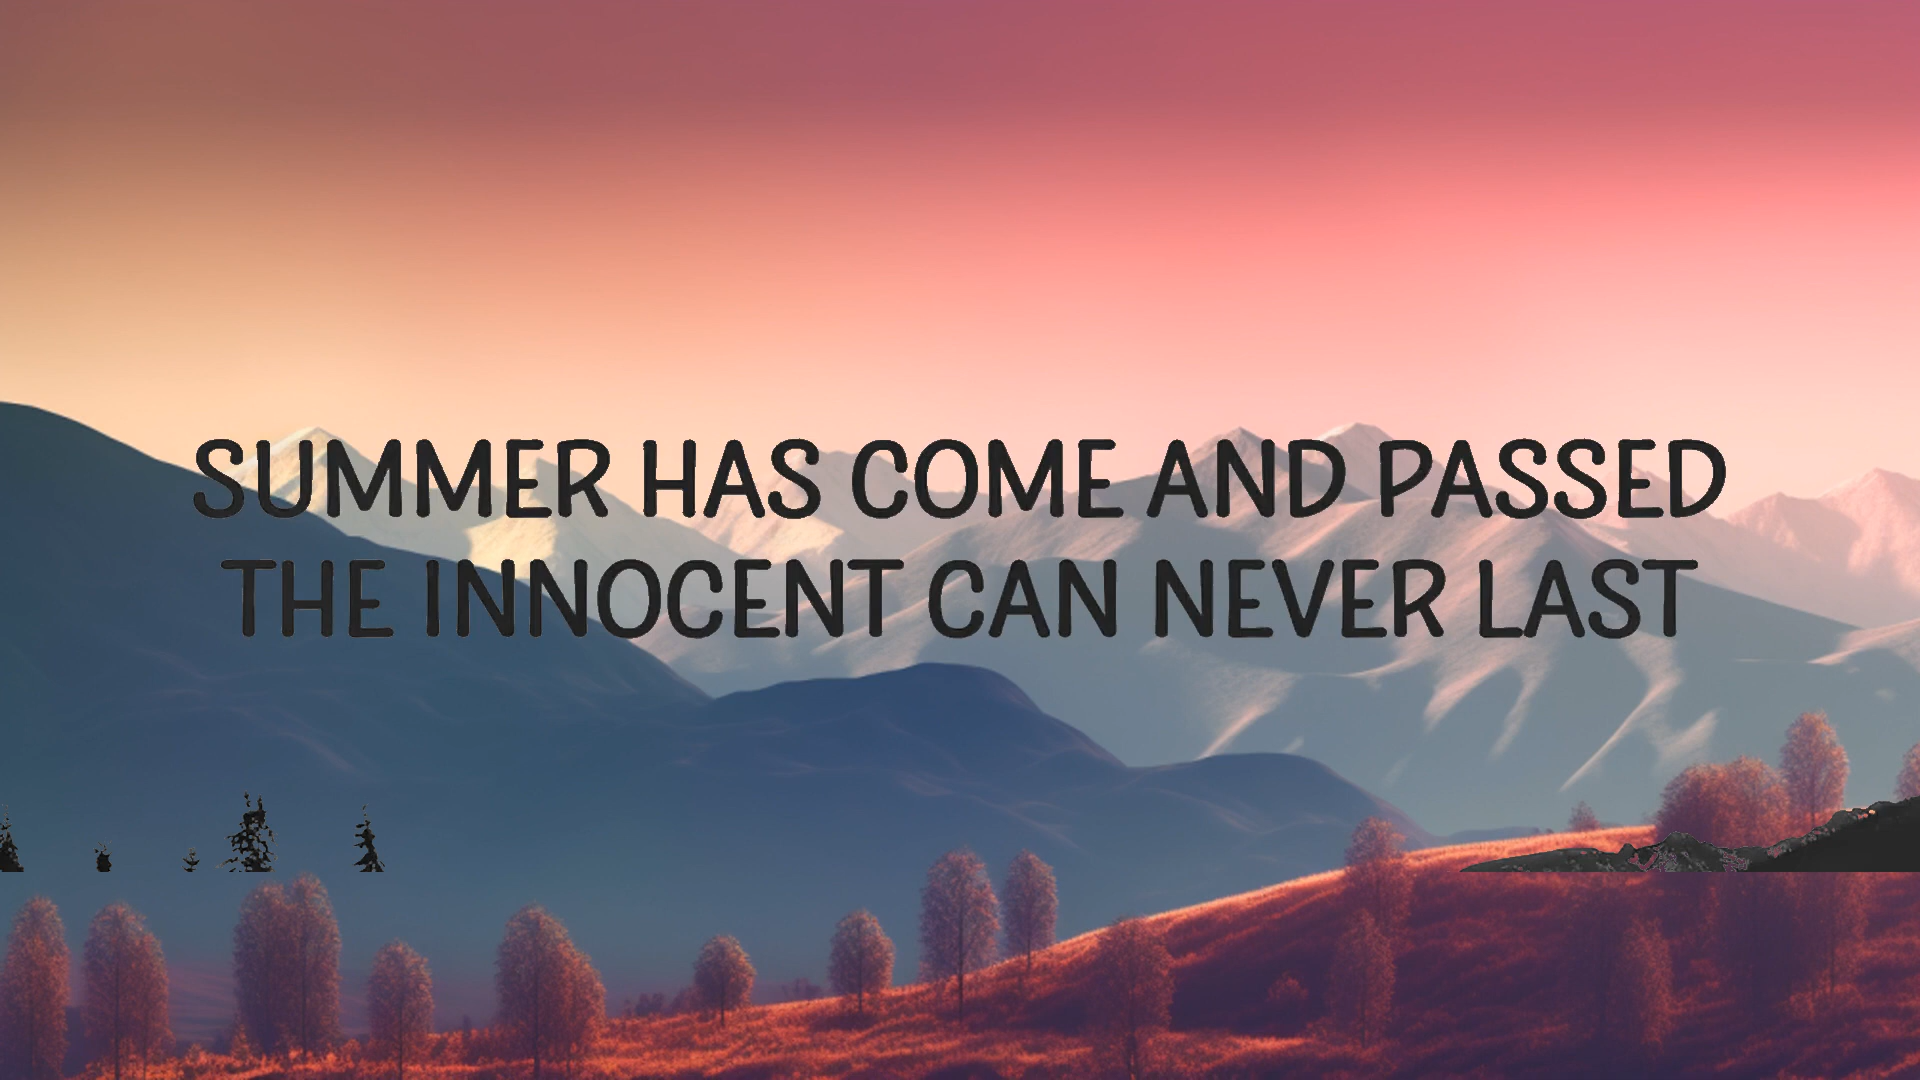 SUMMER HAS COME AND PASSED
THE INNOCENT CAN NEVER LAST